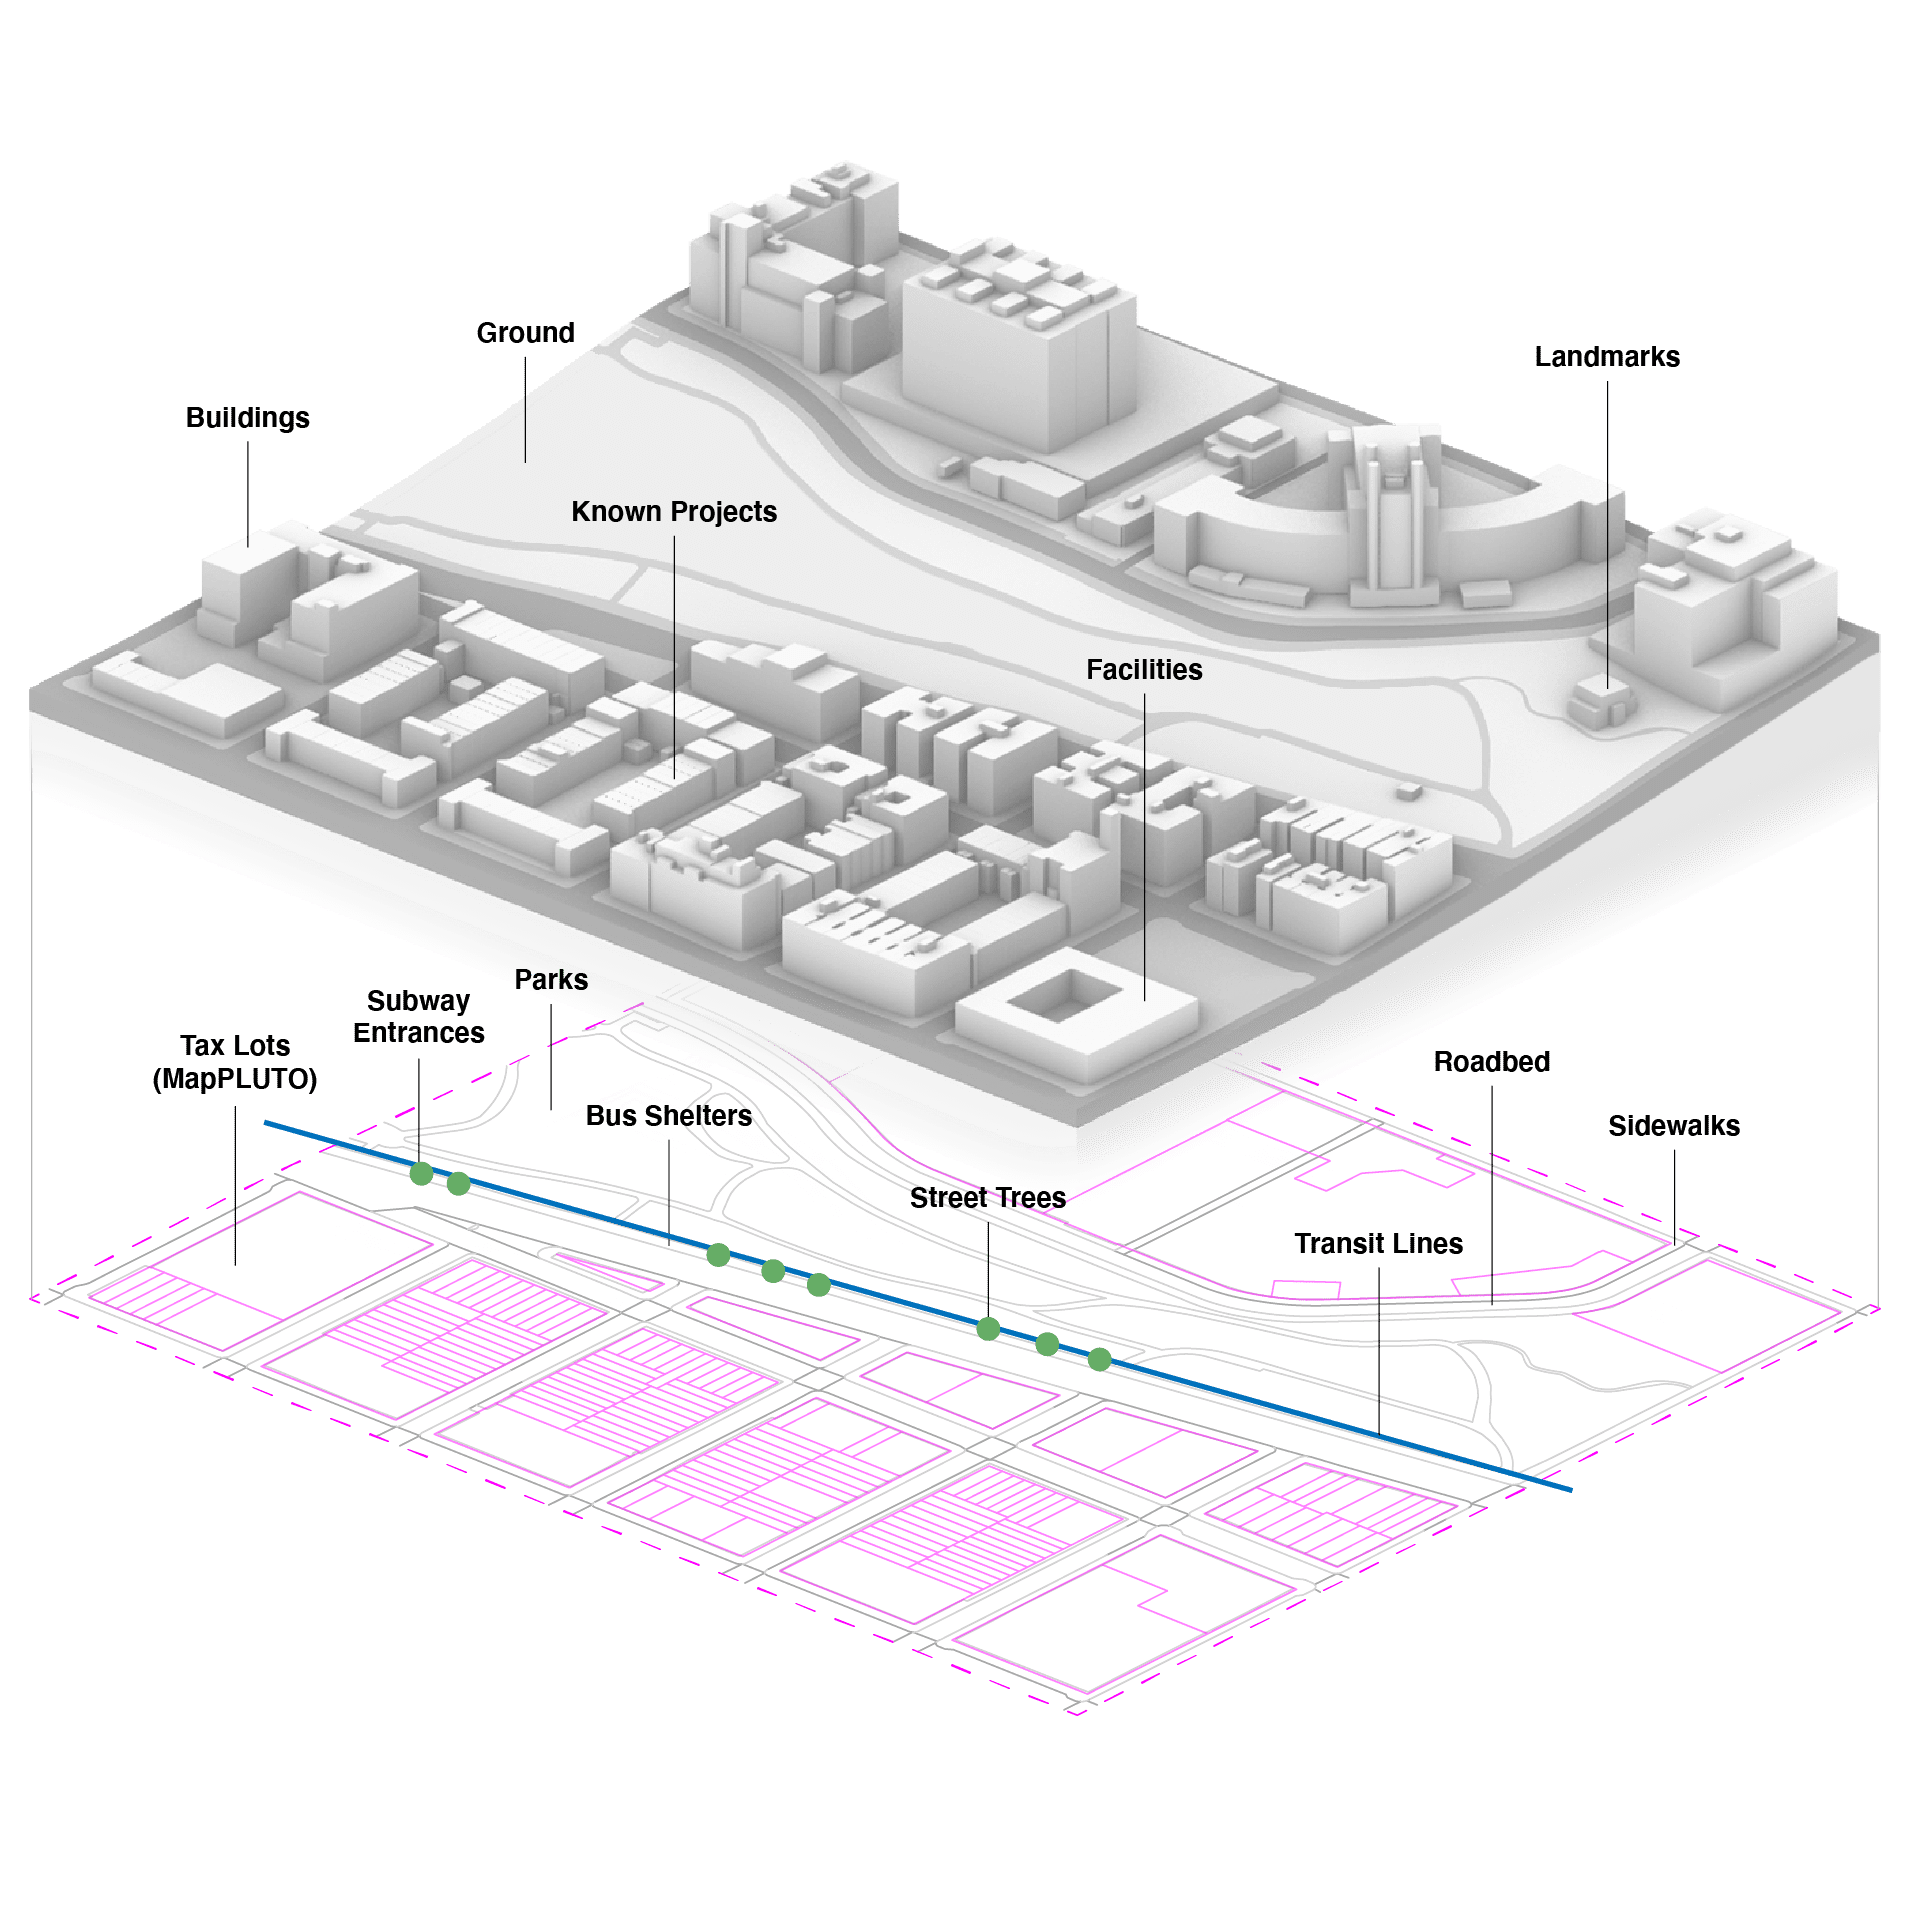 Ground
Landmarks
Buildings
Known Projects
Facilities
Parks
Subway
Entrances
Tax Lots
(MapPLUTO)
Roadbed
Bus Shelters
Sidewalks
Street Trees
Transit Lines